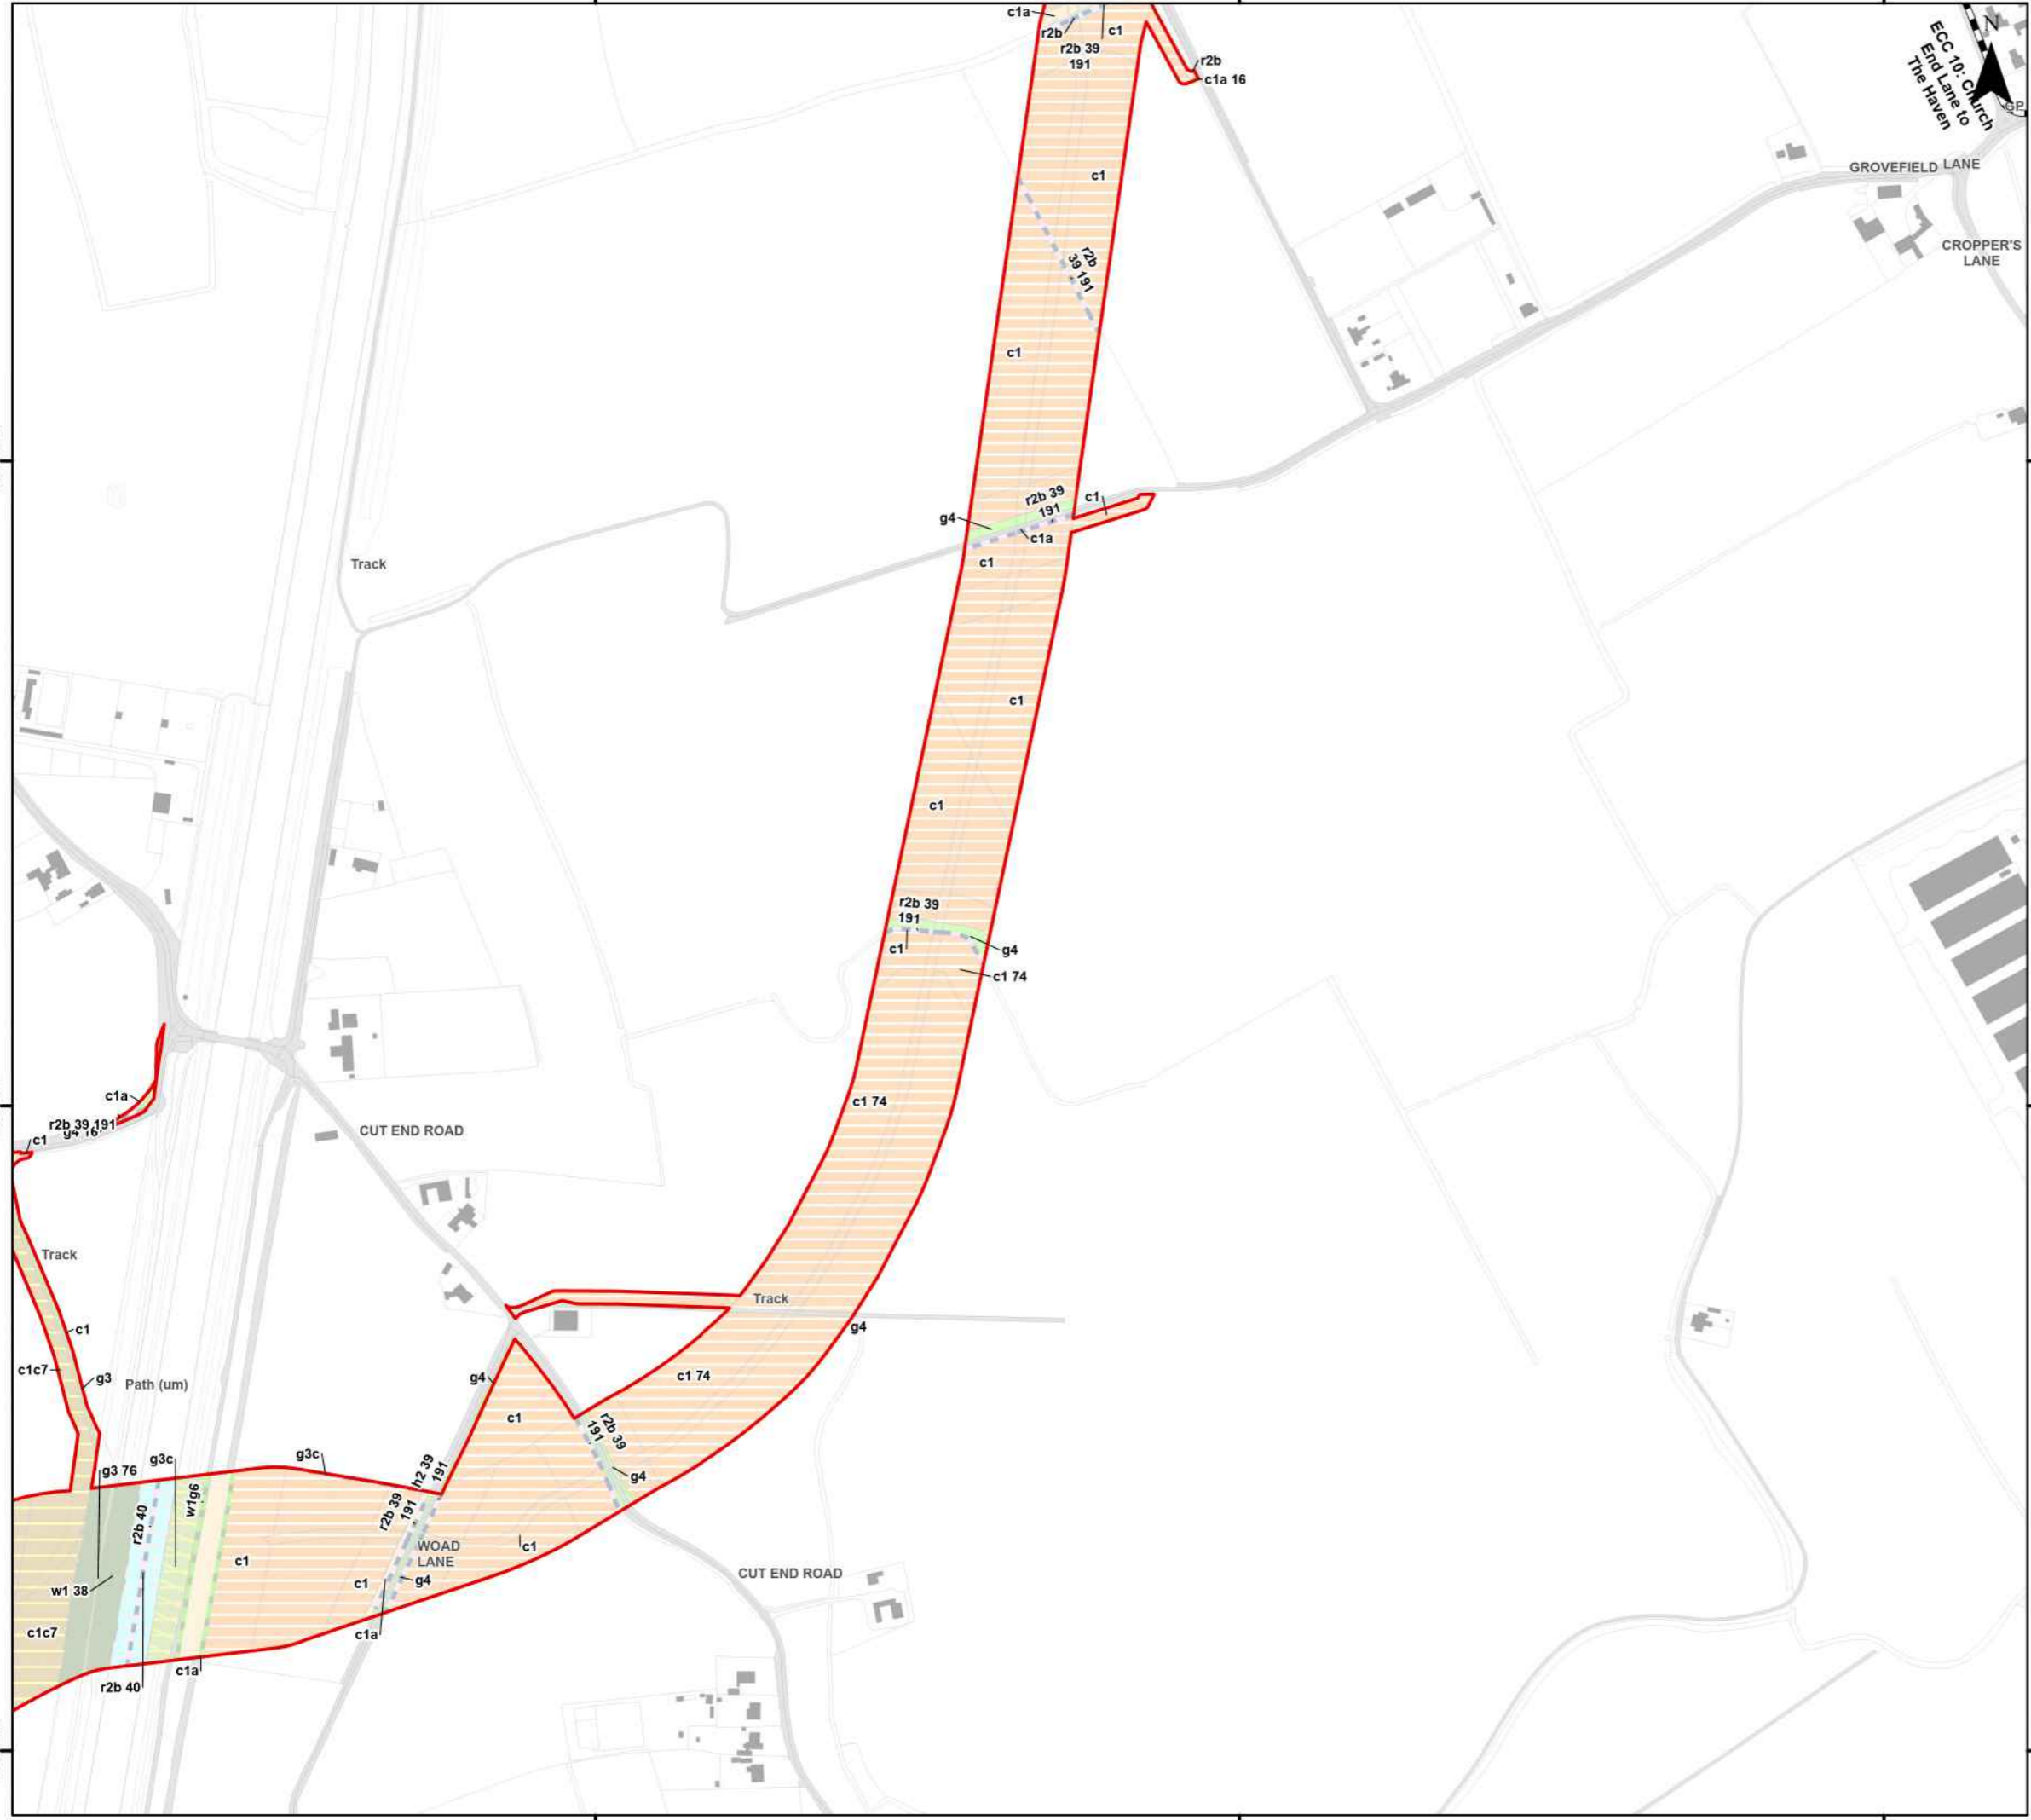 c1a
r2b
c1
r2b 39
191
r2b
c1a 16
N
ECC 10: Church
End Lane to
The Haven
GP
GROVEFIELD LANE
CROPPER'S
LANE
c1
r2b
39 191
c1
r2b 39
191
c1
g4
c1a
c1
Track
c1
c1
r2b 39
191
c1
g4
c1 74
c1a
r2b 39 191
g4 16
c1
c1 74
CUT END ROAD
Track
Track
g4
c1
c1c7
g3
Path (um)
g4
c1 74
c1
r2b 39
191
g4
g3c
g3c
h2 39
191
g3 76
r2b 40
w1g6
r2b 39
191
WOAD
LANE
c1
c1
c1
g4
w1 38
c1c7
c1a
c1a
r2b 40
CUT END ROAD